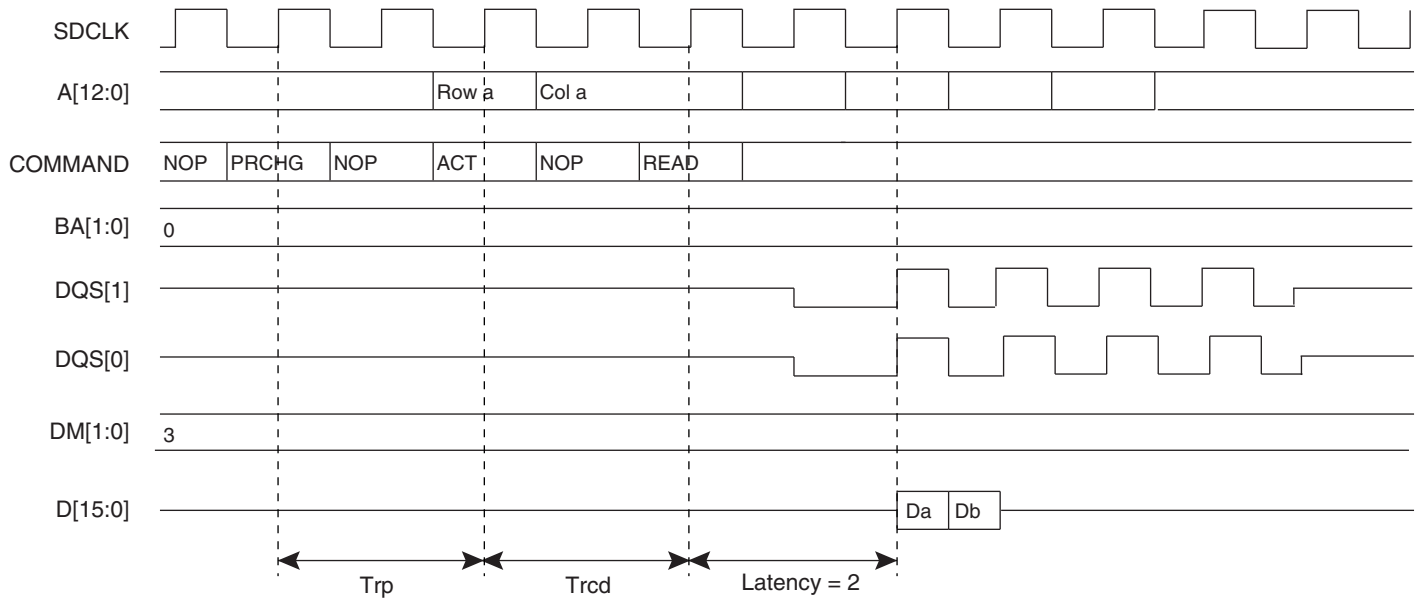 SDCLK
A[12:0] Row a Col a
COMMAND NOP PRCHG NOP ACT NOP READ
BA[1:0] 0
DQS[1]
DQS[0]
DM[1:0] 3
D[15:0] Da Db
Trp Trcd Latency = 2